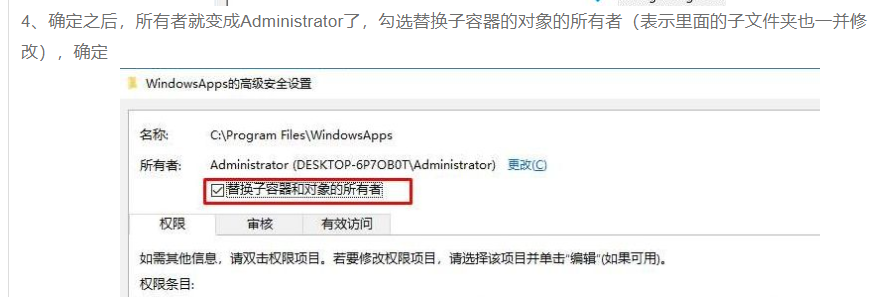 4、确定之后，所有者就变成Administrator了，勾选替换子容器的对象的所有者（表示里面的子文件夹也一并修
改），确定
WindowsApps的高级安全设置
名称: C:\Program Files\WindowsApps
所有者: Administrator (DESKTOP-6P7OB0T\Administrator) 更改(C)
替换子容器和对象的所有者
权限 审核 有效访问
如需其他信息，请双击权限项目。若要修改权限项目，请选择该项目并单击“编辑”(如果可用)。
权限条目: